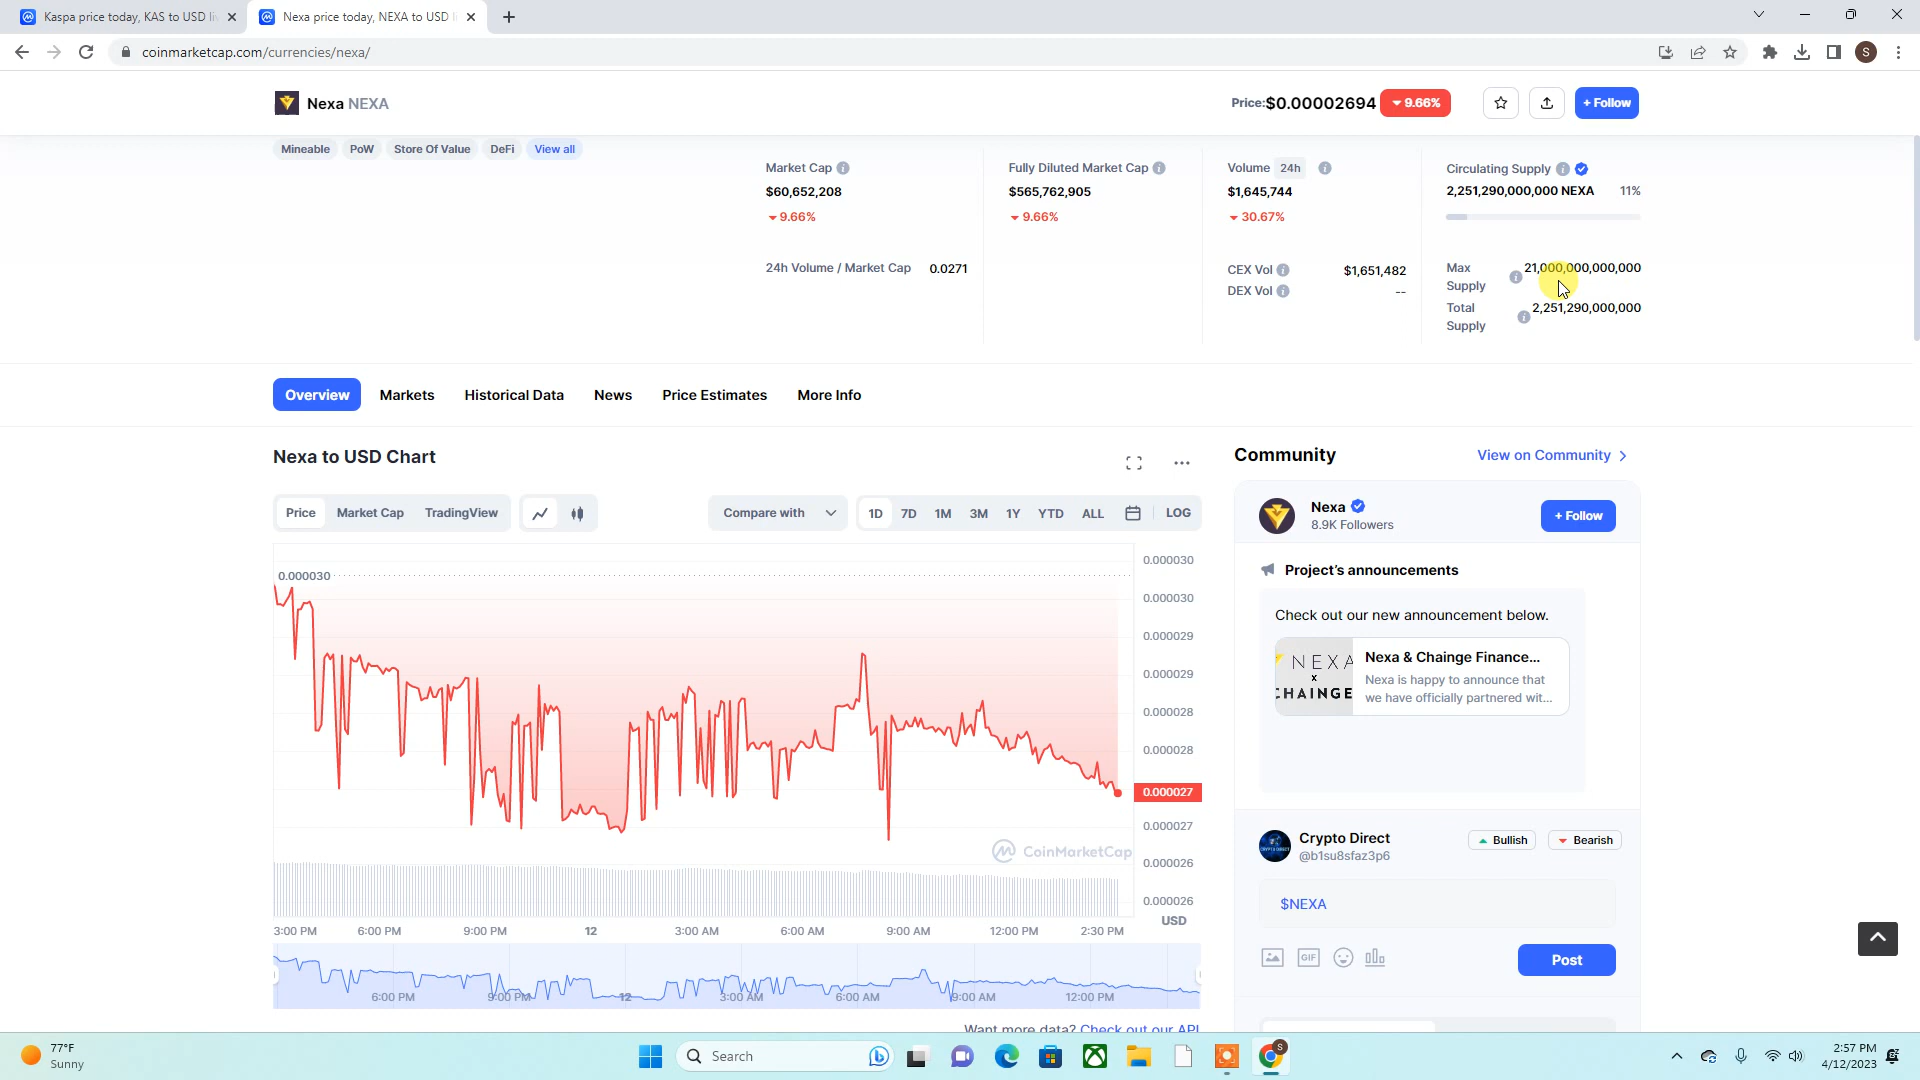 Kaspa price today, KAS to USD li
Nexa price today, NEXA to USD li
S
coinmarketcap.com/currencies/nexa/
Nexa NEXA
Price:$0.00002694
9.66%
+ Follow
Mineable
PoW
Store Of Value
DeFi
View all
Market Cap
$60,652,208
9.66%
24h Volume / Market Cap 0.0271
Fully Diluted Market Cap
$565,762,905
9.66%
Volume 24h
$1,645,744
30.67%
CEX Vol $1,651,482
DEX Vol --
Circulating Supply
2,251,290,000,000 NEXA 11%
Max Supply 21,000,000,000,000
Total Supply 2,251,290,000,000
Overview
Markets
Historical Data
News
Price Estimates
More Info
Nexa to USD Chart
Price
Market Cap
TradingView
Compare with
1D
7D
1M
3M
1Y
YTD
ALL
LOG
0.000030
0.000030
0.000030
0.000029
0.000029
0.000028
0.000028
0.000027
0.000027
0.000026
0.000026
USD
CoinMarketCap
3:00 PM
6:00 PM
9:00 PM
12
3:00 AM
6:00 AM
9:00 AM
12:00 PM
2:30 PM
6:00 PM
9:00 PM
12
3:00 AM
6:00 AM
9:00 AM
12:00 PM
Want more data? Check out our API
Community
View on Community
Nexa
8.9K Followers
+ Follow
Project's announcements
Check out our new announcement below.
NEXA
x
CHAINGE
Nexa & Chainge Finance...
Nexa is happy to announce that
we have officially partnered wit...
Crypto Direct
@b1su8sfaz3p6
Bullish
Bearish
$NEXA
GIF
Post
77°F
Sunny
Search
S
2:57 PM
4/12/2023